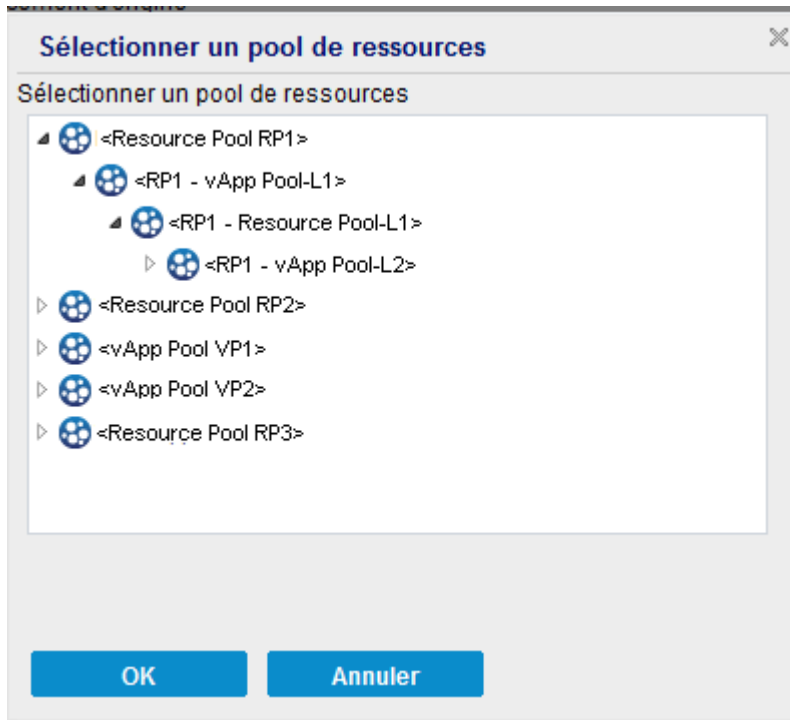 Sélectionner un pool de ressources
Sélectionner un pool de ressources
<Resource Pool RP1>
<RP1 - vApp Pool-L1>
<RP1 - Resource Pool-L1>
<RP1 - vApp Pool-L2>
<Resource Pool RP2>
<vApp Pool VP1>
<vApp Pool VP2>
<Resource Pool RP3>
OK Annuler